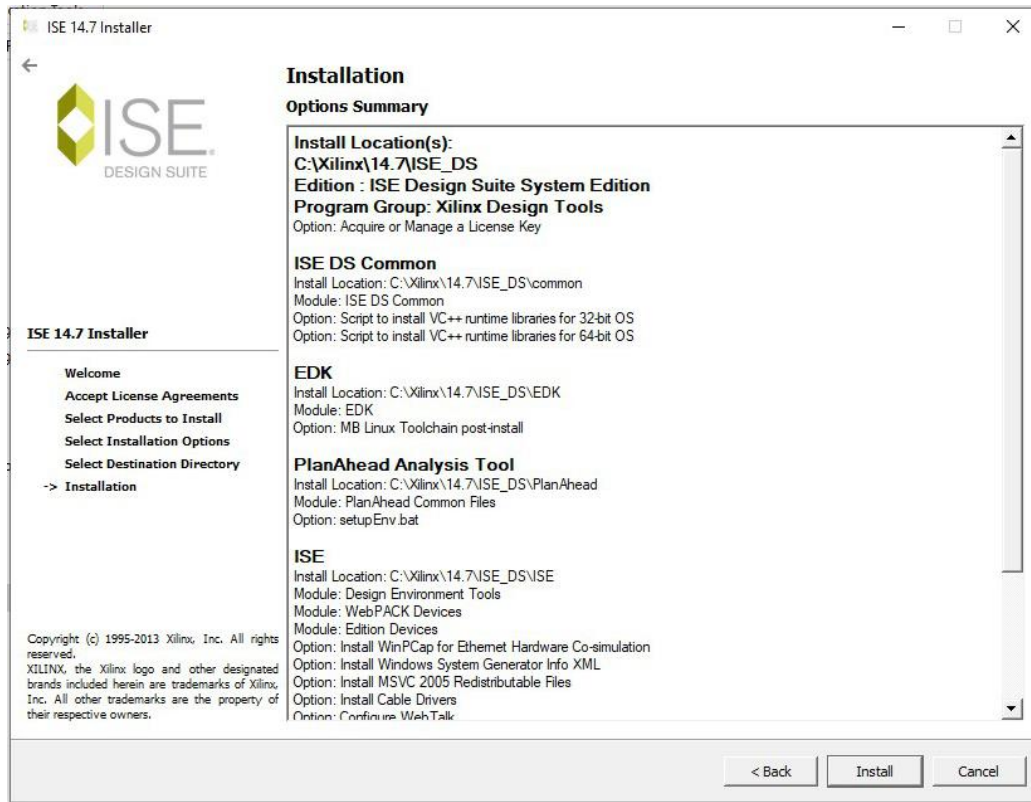 ISE 14.7 Installer
ISE
DESIGN SUITE
ISE 14.7 Installer
Welcome
Accept License Agreements
Select Products to Install
Select Installation Options
Select Destination Directory
-> Installation
Copyright (c) 1995-2013 Xilinx, Inc. All rights
reserved.
XILINX, the Xilinx logo and other designated
brands included herein are trademarks of Xilinx,
Inc. All other trademarks are the property of
their respective owners.
Installation
Options Summary
Install Location(s):
C:\Xilinx\14.7\ISE_DS
Edition : ISE Design Suite System Edition
Program Group: Xilinx Design Tools
Option: Acquire or Manage a License Key
ISE DS Common
Install Location: C:\Xilinx\14.7\ISE_DS\common
Module: ISE DS Common
Option: Script to install VC++ runtime libraries for 32-bit OS
Option: Script to install VC++ runtime libraries for 64-bit OS
EDK
Install Location: C:\Xilinx\14.7\ISE_DS\EDK
Module: EDK
Option: MB Linux Toolchain post-install
PlanAhead Analysis Tool
Install Location: C:\Xilinx\14.7\ISE_DS\PlanAhead
Module: PlanAhead Common Files
Option: setupEnv.bat
ISE
Install Location: C:\Xilinx\14.7\ISE_DS\ISE
Module: Design Environment Tools
Module: WebPACK Devices
Module: Edition Devices
Option: Install WinPCap for Ethernet Hardware Co-simulation
Option: Install Windows System Generator Info XML
Option: Install MSVC 2005 Redistributable Files
Option: Install Cable Drivers
Option: Configure WebTalk
< Back
Install
Cancel